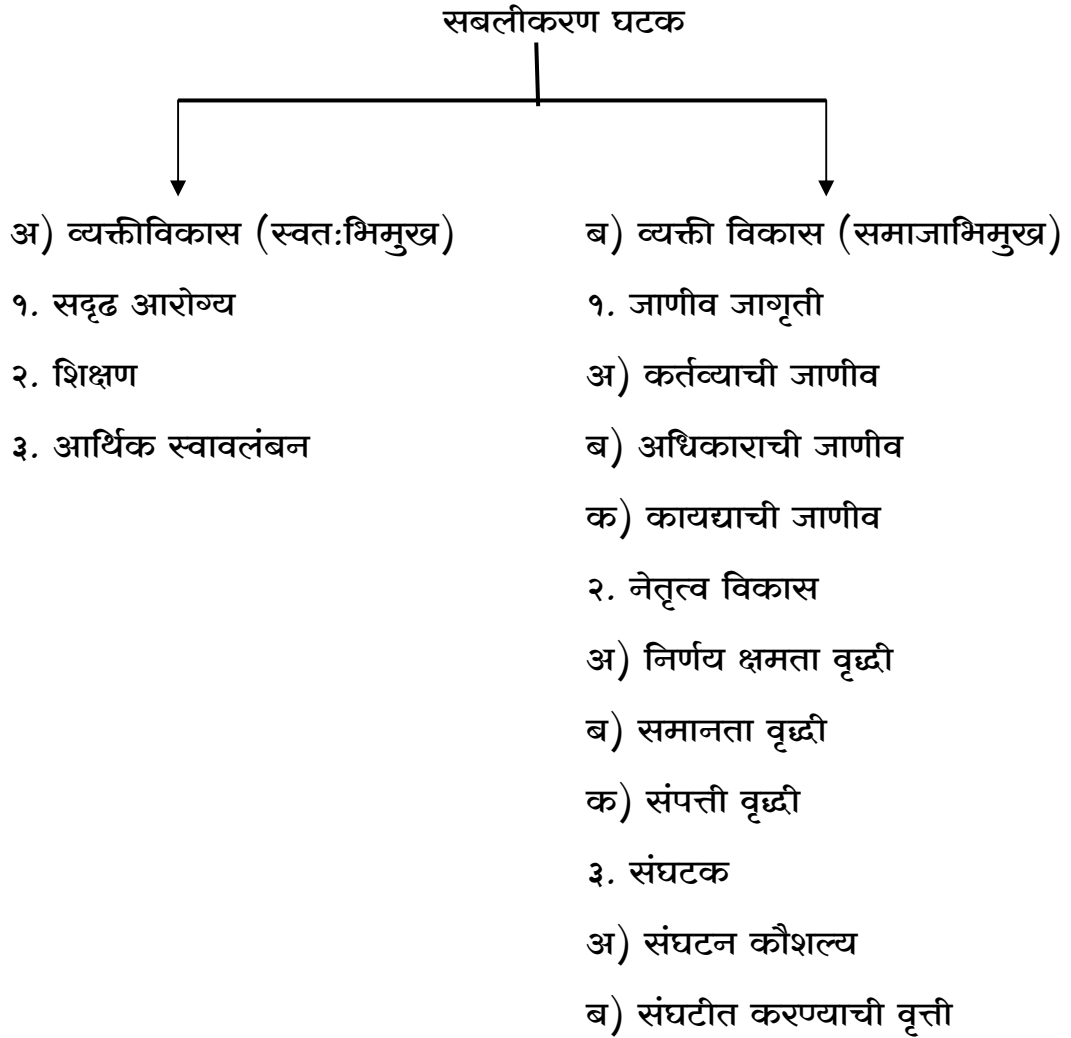 सबलीकरण घटक
अ) व्यक्तीविकास (स्वत:भिमुख)
१. सदृढ आरोग्य
२. शिक्षण
३. आर्थिक स्वावलंबन
ब) व्यक्ती विकास (समाजाभिमुख)
१. जाणीव जागृती
अ) कर्तव्याची जाणीव
ब) अधिकाराची जाणीव
क) कायद्याची जाणीव
२. नेतृत्व विकास
अ) निर्णय क्षमता वृद्धी
ब) समानता वृद्धी
क) संपत्ती वृद्धी
३. संघटक
अ) संघटन कौशल्य
ब) संघटीत करण्याची वृत्ती